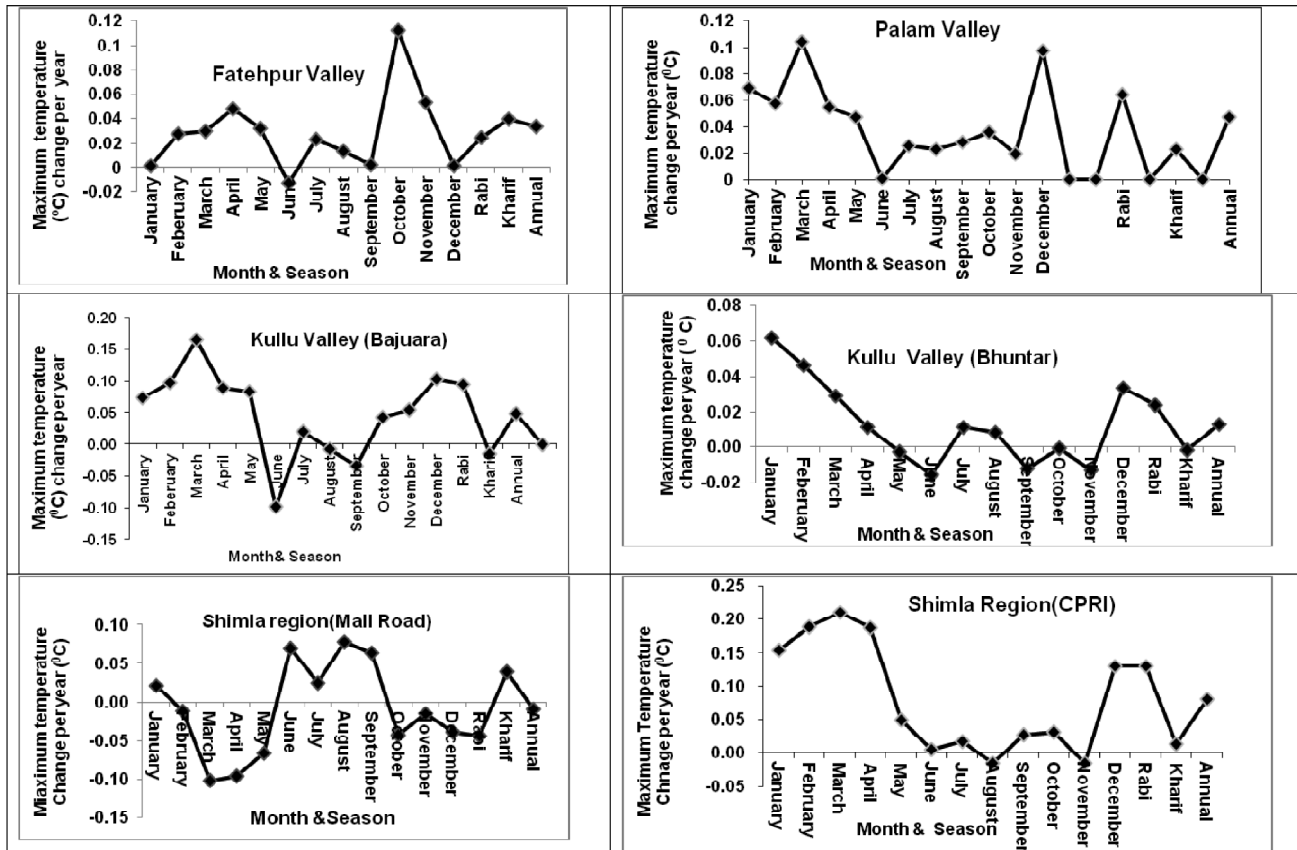 Fatehpur Valley
Maximum temperature
(°C) change per year
0.12
0.1
0.08
0.06
0.04
0.02
0
-0.02
January
Feberuary
March
April
May
June
July
August
September
October
November
December
Rabi
Kharif
Annual
Month & Season
Palam Valley
Maximum temperature
change per year (⁰C)
0.12
0.1
0.08
0.06
0.04
0.02
0
January
February
March
April
May
June
July
August
September
October
November
December
Rabi
Kharif
Annual
Month & Season
Kullu Valley (Bajuara)
Maximum temperature
(⁰C) change per year
0.20
0.15
0.10
0.05
0.00
-0.05
-0.10
-0.15
January
Feberuary
March
April
May
June
July
August
September
October
November
December
Rabi
Kharif
Annual
Month & Season
Kullu Valley (Bhuntar)
Maximum temperature
change per year (⁰ C)
0.08
0.06
0.04
0.02
0.00
-0.02
January
Feberuary
March
April
May
June
July
August
September
October
November
December
Rabi
Kharif
Annual
Month & Season
Shimla region(Mall Road)
Miaximum temperature
Change per year (⁰C)
0.10
0.05
0.00
-0.05
-0.10
-0.15
January
February
March
April
May
June
July
August
September
October
November
December
Rabi
Kharif
Annual
Month &Season
Shimla Region(CPRI)
Maximum Temperature
Chnage per year (⁰C)
0.25
0.20
0.15
0.10
0.05
0.00
-0.05
January
February
March
April
May
June
July
August
September
October
November
December
Rabi
Kharif
Annual
Month & Season